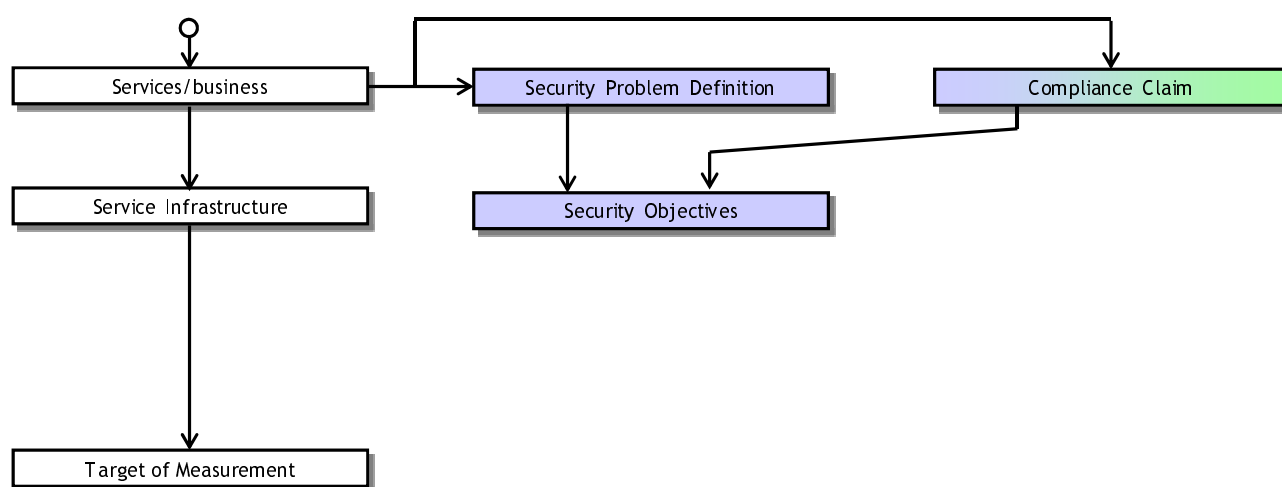 Services/business
Security Problem Definition
Compliance Claim
Service Infrastructure
Security Objectives
Target of Measurement